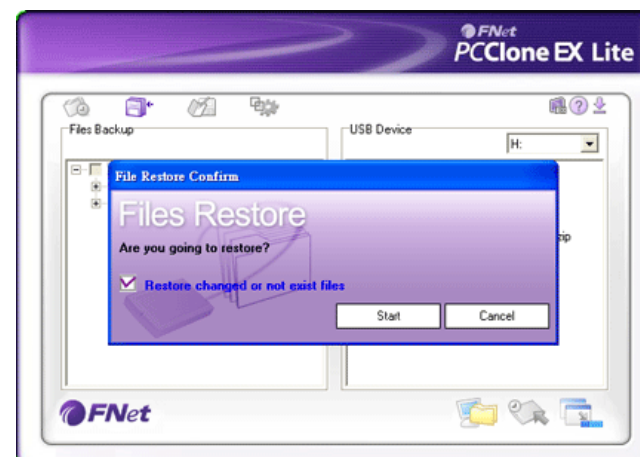 FNet
PCClone EX Lite
Files Backup
USB Device
H:
File Restore Confirm
Files Restore
Are you going to restore?
Restore changed or not exist files
Start
Cancel
zip
FNet